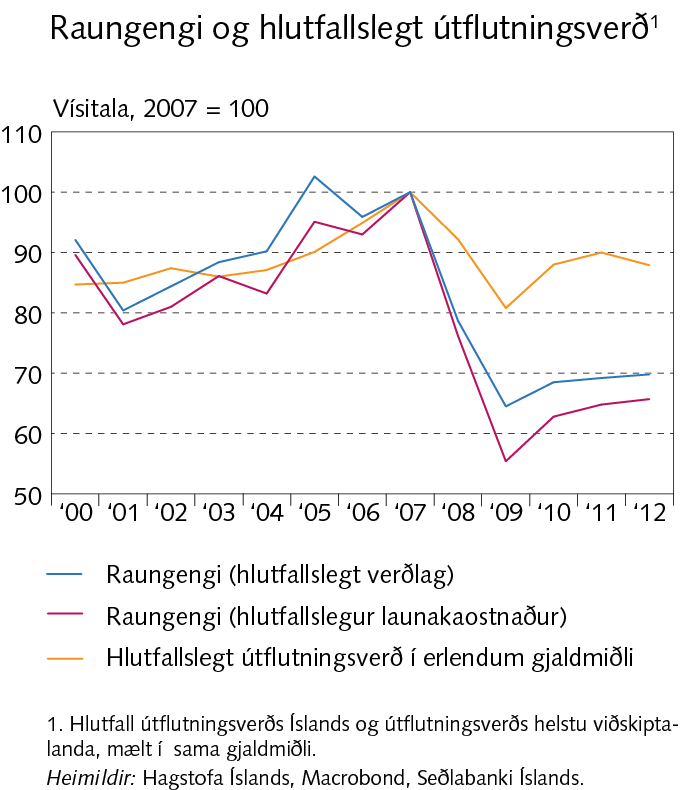 Raungengi og hlutfallslegt útflutningsverð¹
Vísitala, 2007 = 100
110
100
90
80
70
60
50
‘00 ‘01 ‘02 ‘03 ‘04 ‘05 ‘06 ‘07 ‘08 ‘09 ‘10 ‘11 ‘12
Raungengi (hlutfallslegt verðlag)
Raungengi (hlutfallslegur launakaostnaður)
Hlutfallslegt útflutningsverð í erlendum gjaldmiðli
1. Hlutfall útflutningsverðs Íslands og útflutningsverðs helstu viðskipta-
landa, mælt í sama gjaldmiðli.
Heimildir: Hagstofa Íslands, Macrobond, Seðlabanki Íslands.